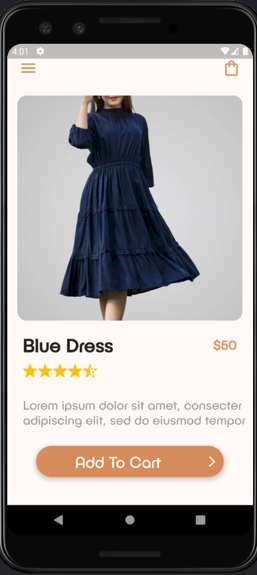 4:01
Blue Dress
$50
Lorem ipsum dolor sit amet, consecter
adipiscing elit, sed do eiusmod tempor
Add To Cart